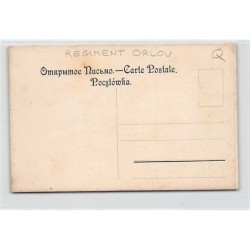 REGIMENT ORLOV
Q
Открытое Письмо.—Carte Postale.
Pocztówka.